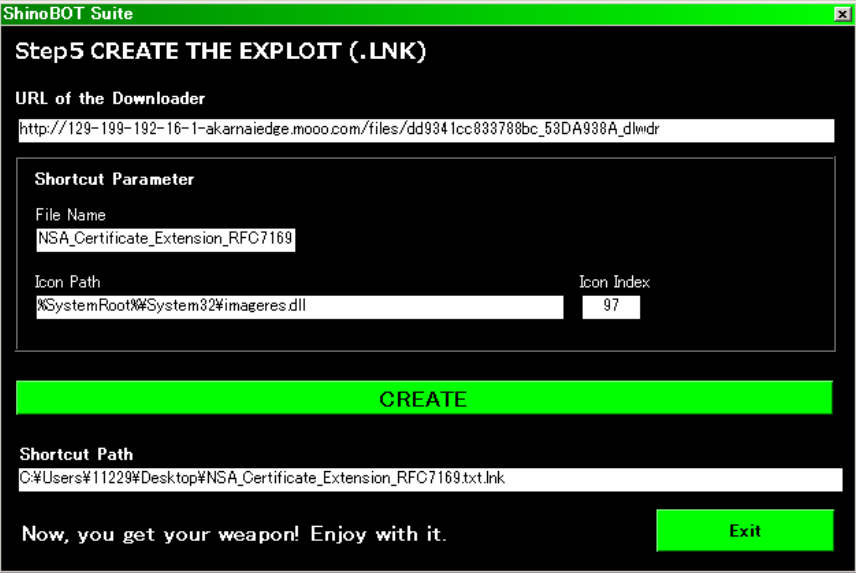 ShinoBOT Suite
Step5 CREATE THE EXPLOIT (.LNK)
URL of the Downloader
http://129-199-192-16-1-akarnaiedge.mooo.com/files/dd9341cc833788bc_53DA938A_dlwdr
Shortcut Parameter
File Name
NSA_Certificate_Extension_RFC7169
Icon Path
Icon Index
%SystemRoot%¥System32¥imageres.dll
97
CREATE
Shortcut Path
C:¥Users¥11229¥Desktop¥NSA_Certificate_Extension_RFC7169.txt.lnk
Now, you get your weapon! Enjoy with it.
Exit